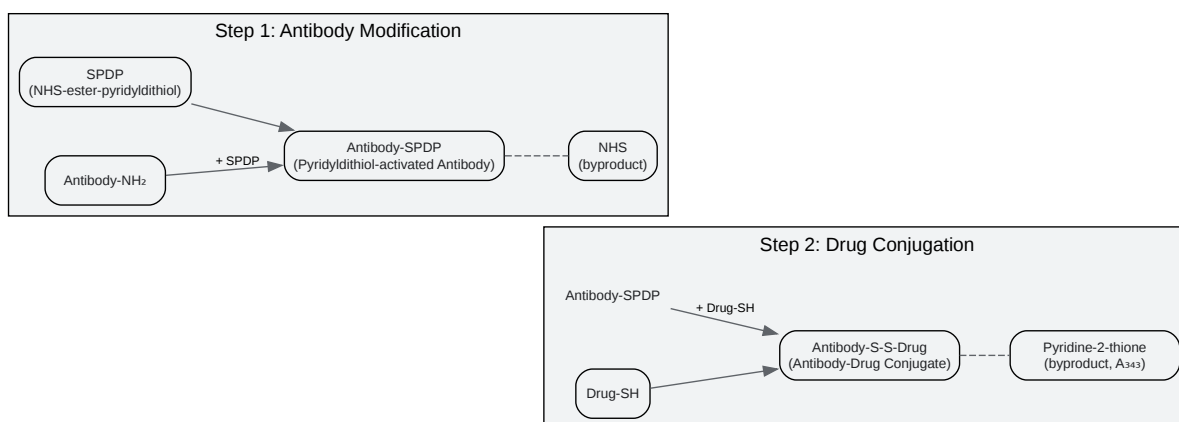 Step 1: Antibody Modification
SPDP
(NHS-ester-pyridyldithiol)
+ SPDP
Antibody-NH₂
Antibody-SPDP
(Pyridyldithiol-activated Antibody)
NHS
(byproduct)
Step 2: Drug Conjugation
Antibody-SPDP
+ Drug-SH
Drug-SH
Antibody-S-S-Drug
(Antibody-Drug Conjugate)
Pyridine-2-thione
(byproduct, A₃₄₃)